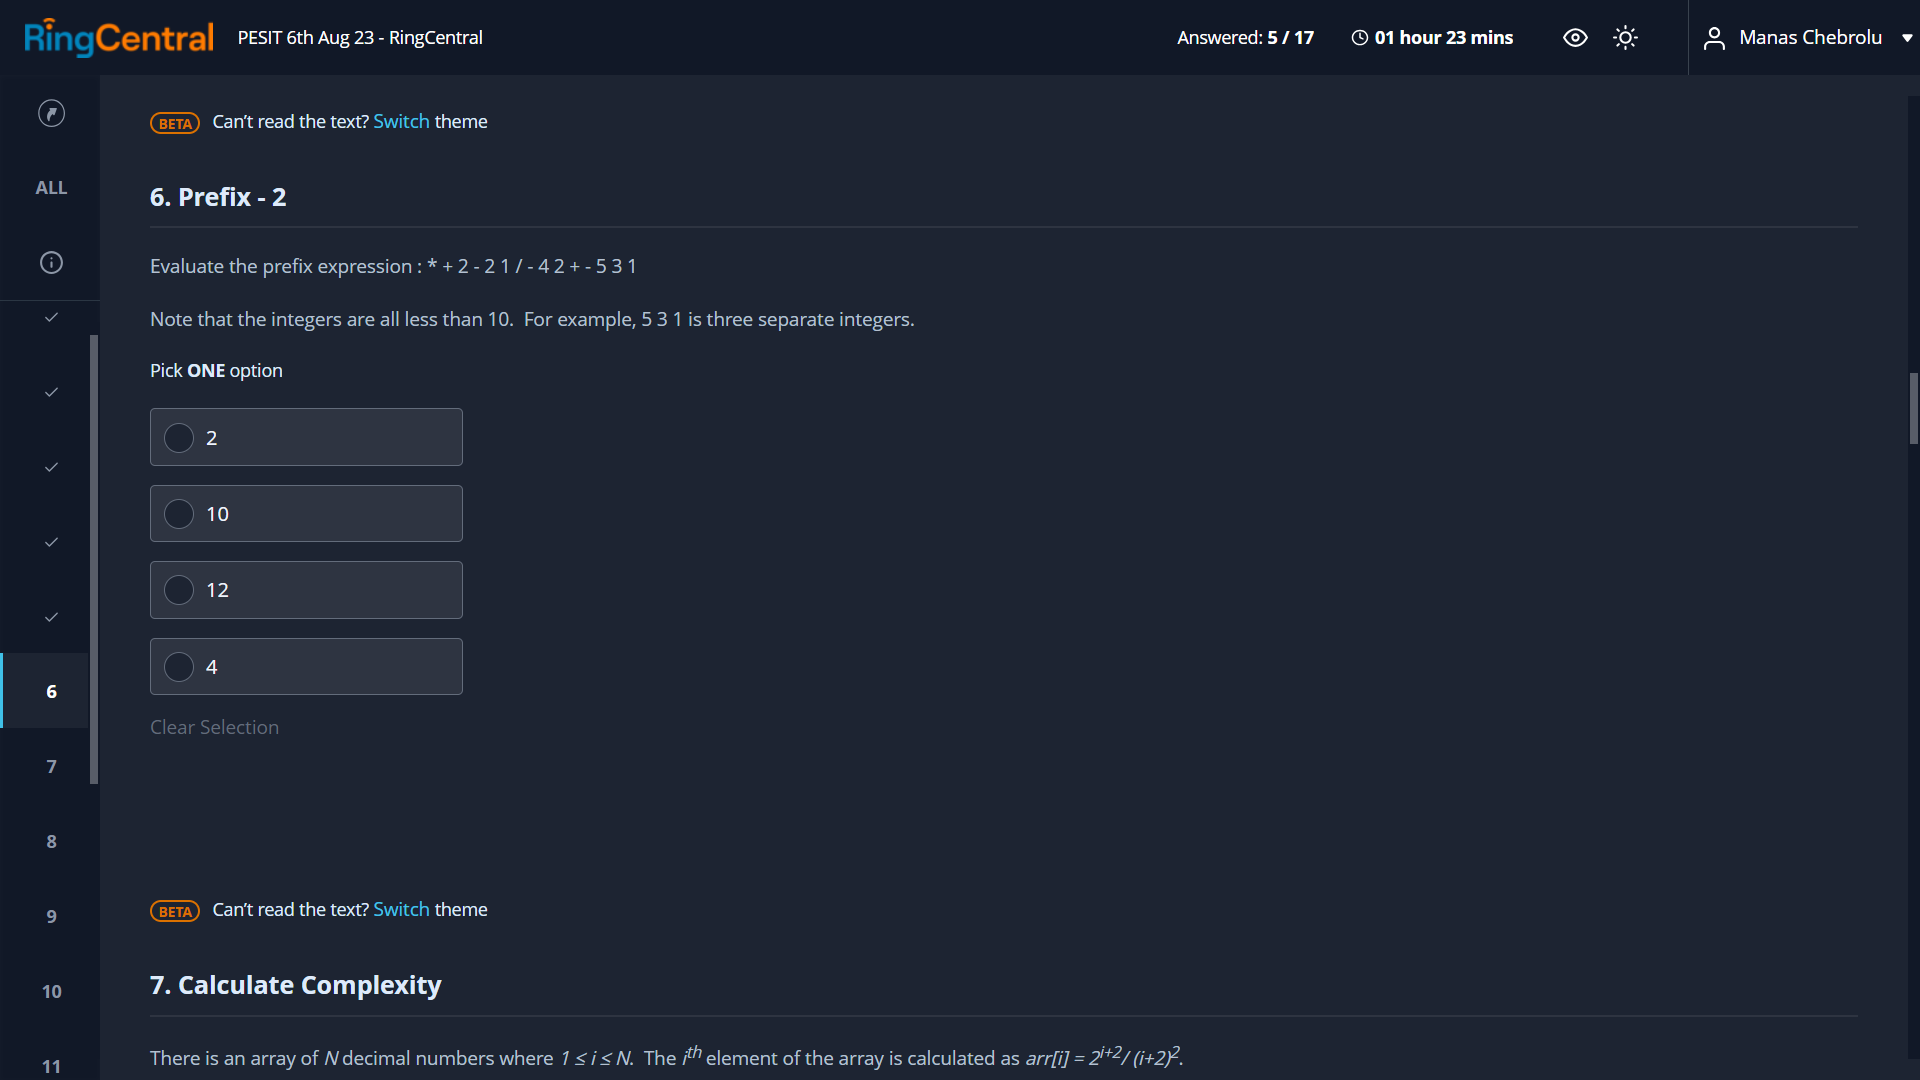 RingCentral PESIT 6th Aug 23 - RingCentral Answered: 5 / 17 01 hour 23 mins Manas Chebrolu
ALL
BETA Can't read the text? Switch theme
6. Prefix - 2
Evaluate the prefix expression : * + 2 - 2 1 / - 4 2 + - 5 3 1
Note that the integers are all less than 10.  For example, 5 3 1 is three separate integers.
Pick ONE option
2
10
12
4
Clear Selection
6
7
8
9
10
11
BETA Can't read the text? Switch theme
7. Calculate Complexity
There is an array of N decimal numbers where 1 ≤ i ≤ N.  The i^th element of the array is calculated as arr[i] = 2^i+2/ (i+2)^2.